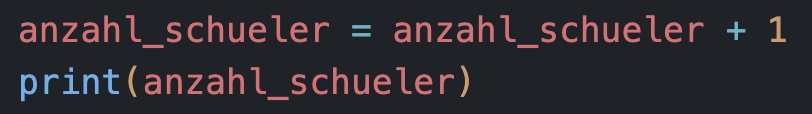 anzahl_schueler = anzahl_schueler + 1
print(anzahl_schueler)